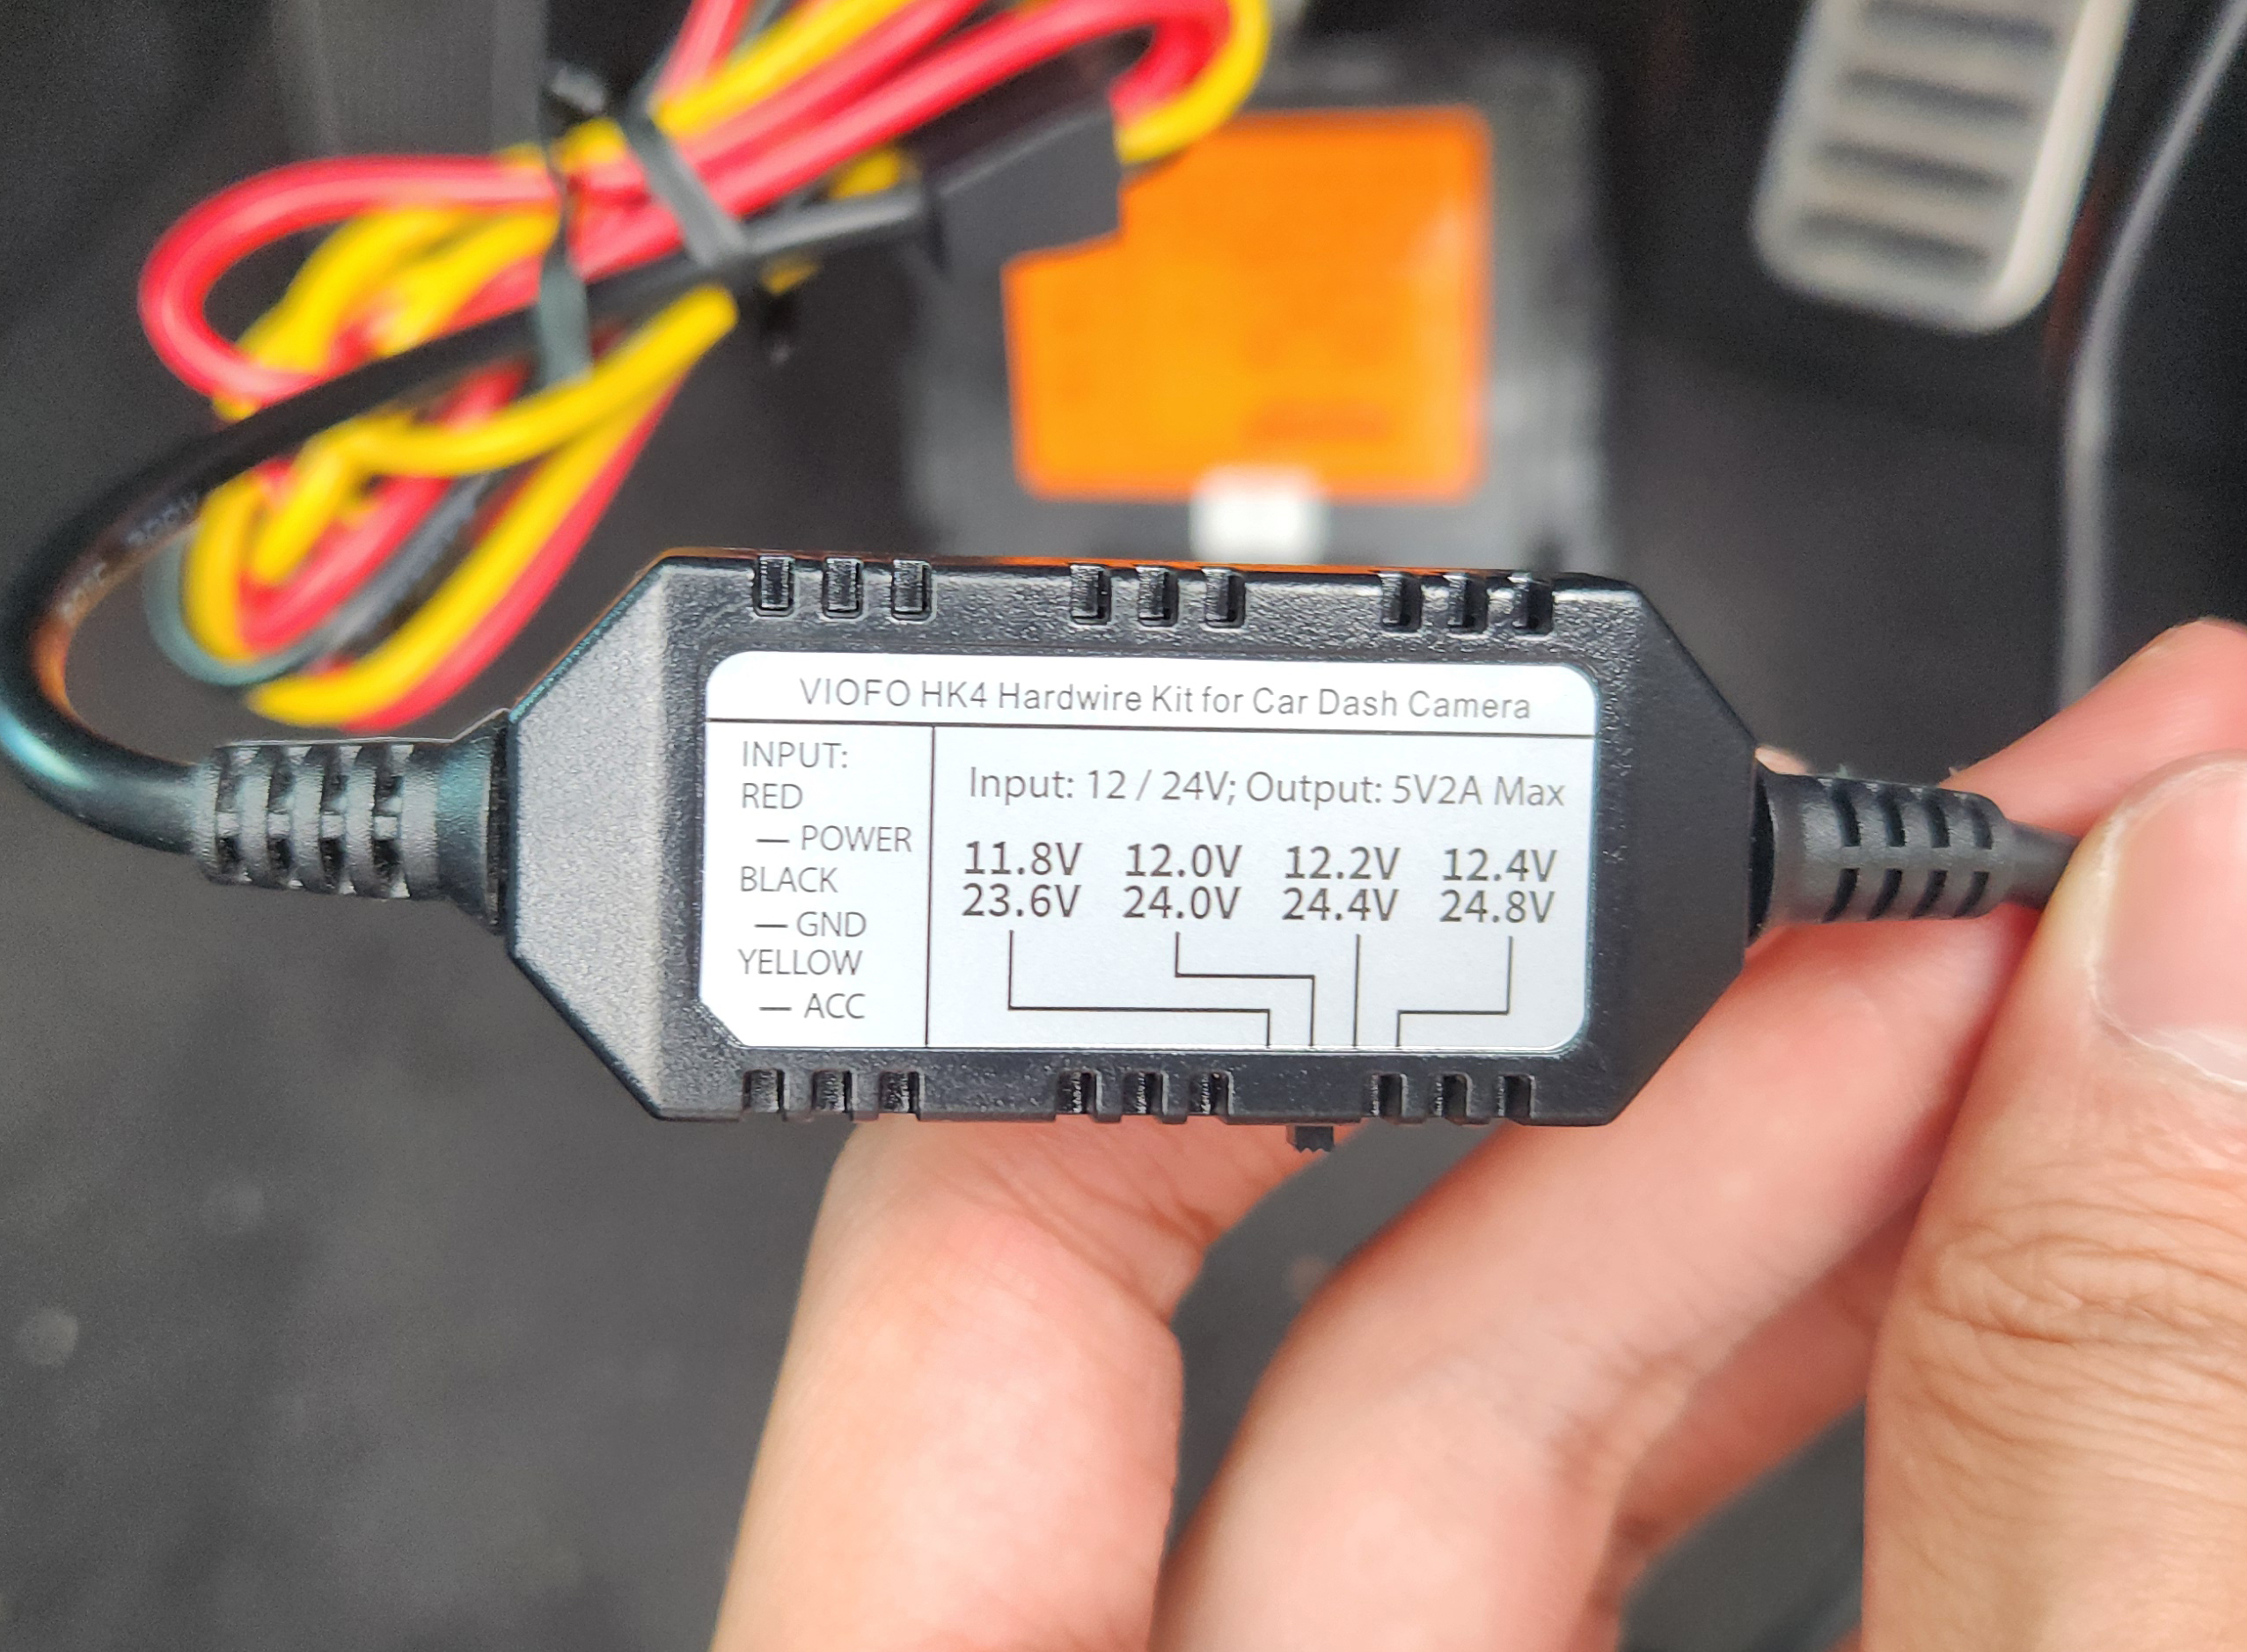 VIOFO HK4 Hardwire Kit for Car Dash Camera
INPUT:
RED
— POWER
BLACK
— GND
YELLOW
— ACC
Input: 12 / 24V; Output: 5V2A Max
11.8V 12.0V 12.2V 12.4V
23.6V 24.0V 24.4V 24.8V